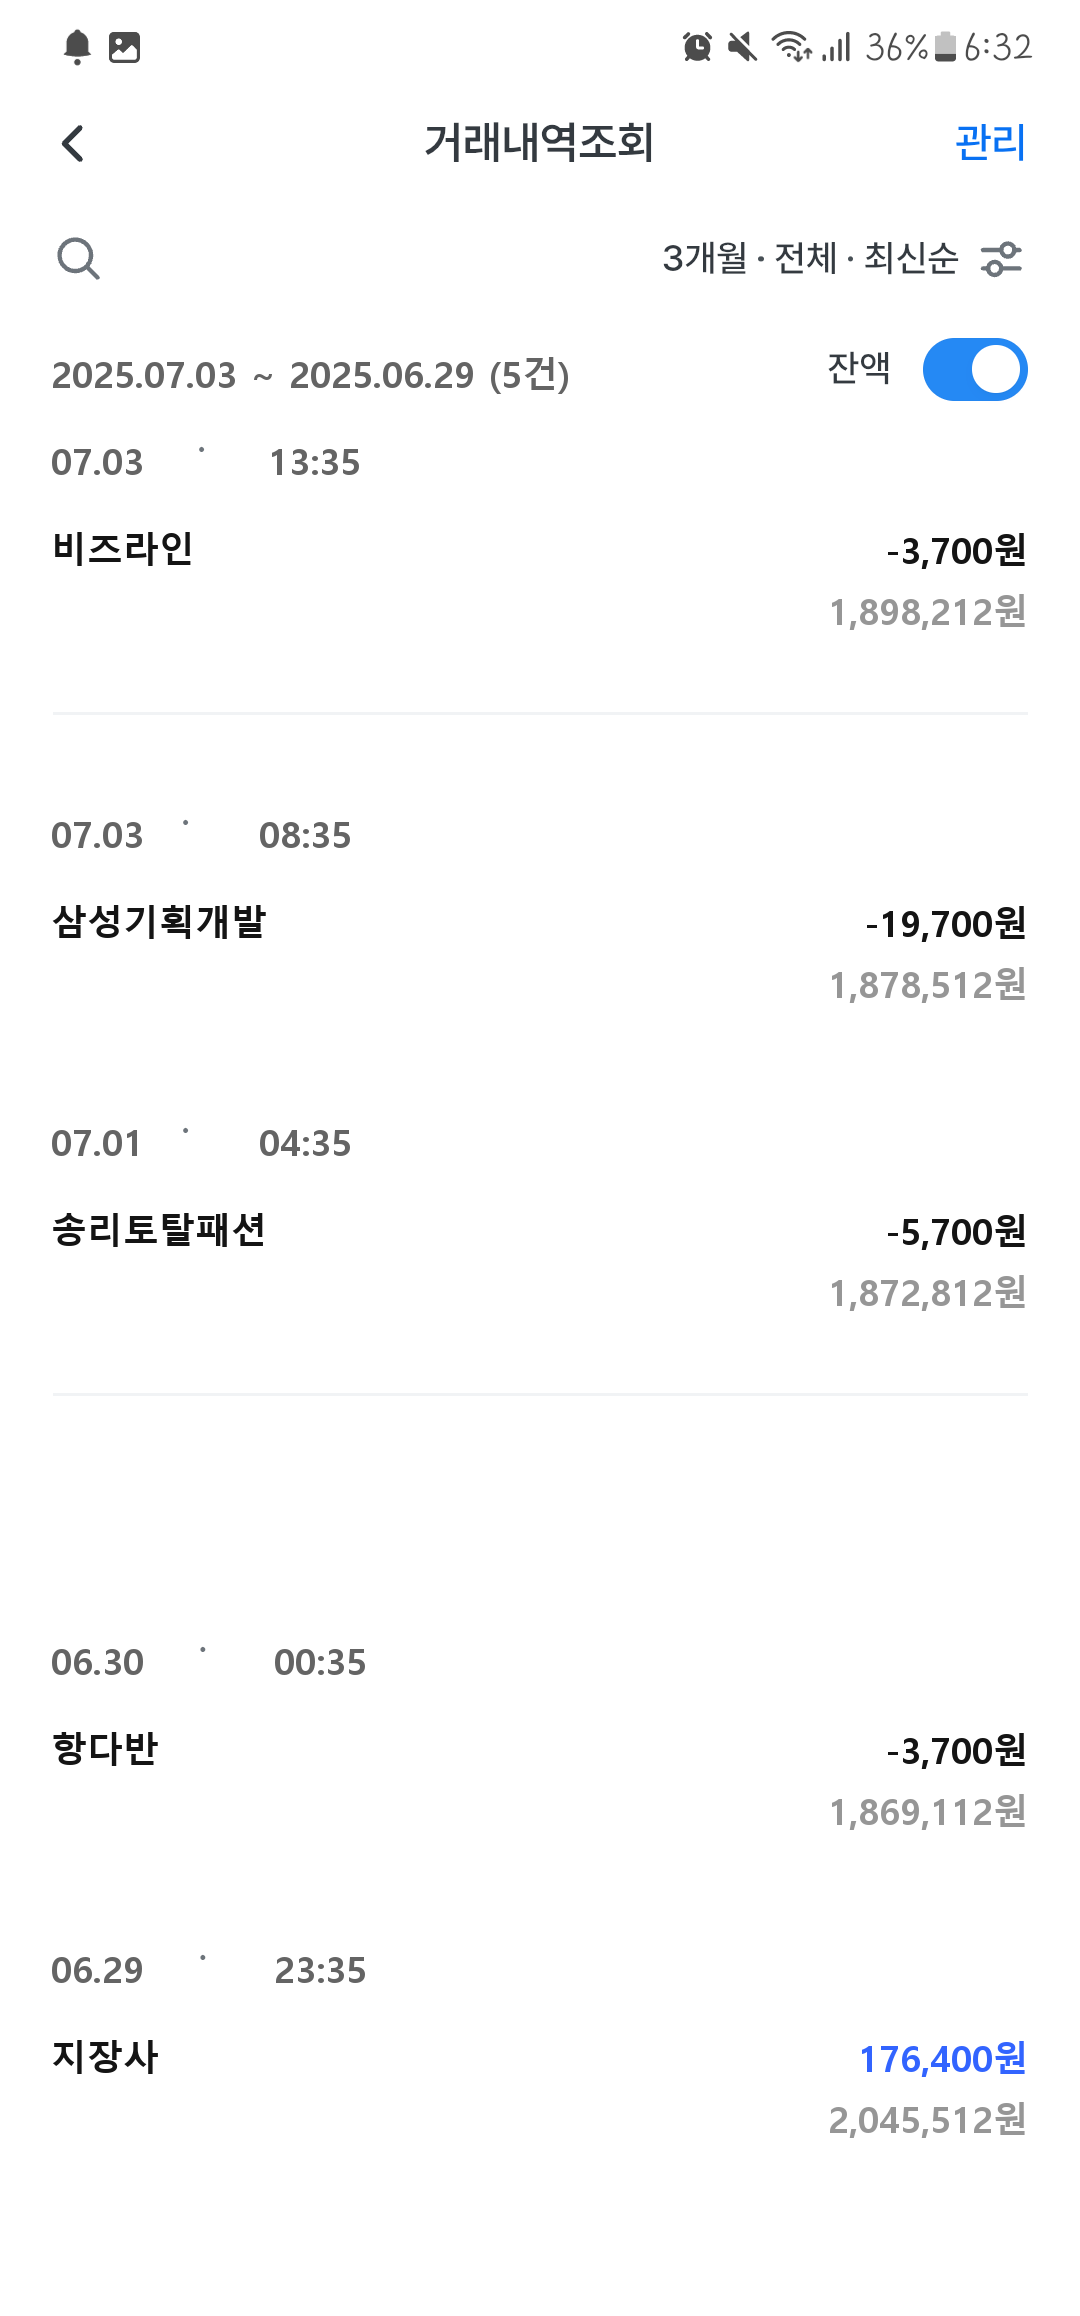 36% 6:32
거래내역조회 관리
3개월 · 전체 · 최신순
2025.07.03 ~ 2025.06.29 (5건) 잔액
07.03 · 13:35
비즈라인 -3,700원
1,898,212원
07.03 · 08:35
삼성기획개발 -19,700원
1,878,512원
07.01 · 04:35
송리토탈패션 -5,700원
1,872,812원
06.30 · 00:35
항다반 -3,700원
1,869,112원
06.29 · 23:35
지장사 176,400원
2,045,512원